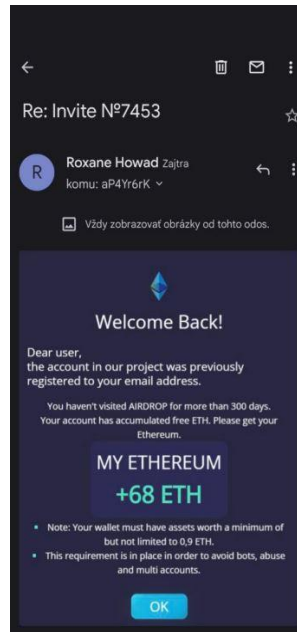 Re: Invite №7453
R
Roxane Howad Zajtra
komu: aP4Yr6rK
Vždy zobrazovať obrázky od tohto odos.
Welcome Back!
Dear user,
the account in our project was previously
registered to your email address.
You haven't visited AIRDROP for more than 300 days.
Your account has accumulated free ETH. Please get your
Ethereum.
MY ETHEREUM
+68 ETH
• Note: Your wallet must have assets worth a minimum of
but not limited to 0,9 ETH.
• This requirement is in place in order to avoid bots, abuse
and multi accounts.
OK